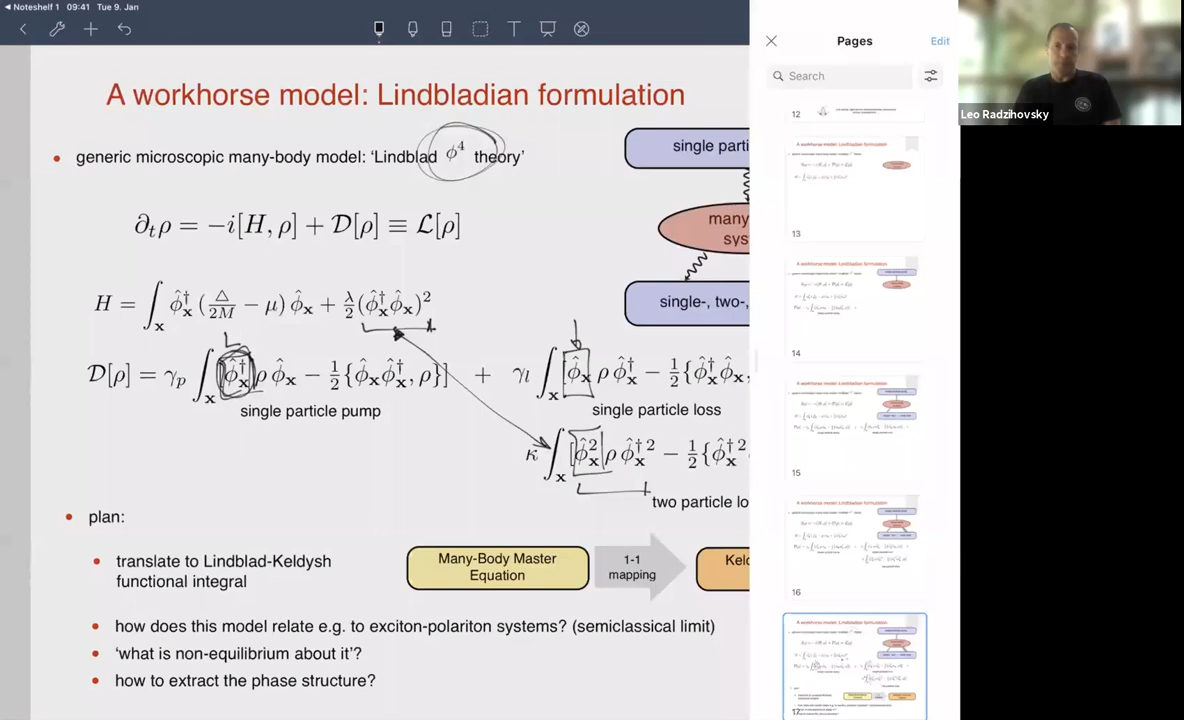 Noteshelf 1 09:41 Tue 9. Jan
Pages
Edit
Search
Leo Radzihovsky
A workhorse model: Lindbladian formulation
• generic microscopic many-body model: ‘Lindblad ϕ⁴ theory’
single parti
many
sys
single-, two-,
∂ₜρ = −i[H, ρ] + 𝒟[ρ] ≡ ℒ[ρ]
H = ∫ₓ ϕ̂ₓ† (△/2M − μ) ϕ̂ₓ + λ/2 (ϕ̂ₓ†ϕ̂ₓ)²
𝒟[ρ] = γₚ ∫ₓ [ϕ̂ₓ† ρ ϕ̂ₓ − ½{ϕ̂ₓϕ̂ₓ†, ρ}] + γₗ ∫ₓ [ϕ̂ₓ ρ ϕ̂ₓ† − ½{ϕ̂ₓ†ϕ̂ₓ,
single particle pump
single particle loss
κ ∫ₓ [ϕ̂ₓ² ρ ϕ̂ₓ†² − ½{ϕ̂ₓ†²
two particle lo
• plan:
• translate to Lindblad-Keldysh
functional integral
Many-Body Master
Equation
1-1
mapping
Kel
• how does this model relate e.g. to exciton-polariton systems? (semiclassical limit)
• ‘what is non-equilibrium about it’?
• how to extract the phase structure?
12
13
14
15
16
17